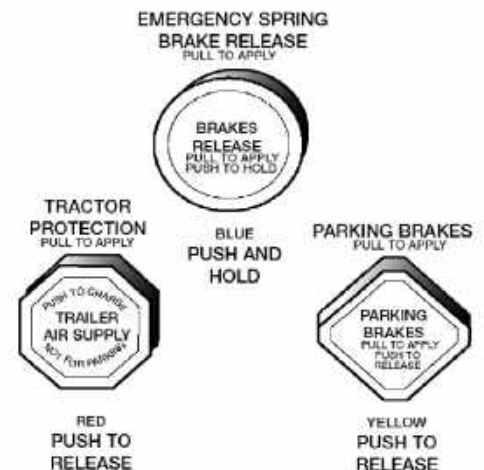 EMERGENCY SPRING
BRAKE RELEASE
PULL TO APPLY
BRAKES
RELEASE
PULL TO APPLY
PUSH TO HOLD
BLUE
PUSH AND
HOLD
TRACTOR
PROTECTION
PULL TO APPLY
PUSH TO CHARGE
TRAILER
AIR SUPPLY
NOT FOR PARKING
RED
PUSH TO
RELEASE
PARKING BRAKES
PULL TO APPLY
PARKING
BRAKES
PULL TO APPLY
PUSH TO
RELEASE
YELLOW
PUSH TO
RELEASE